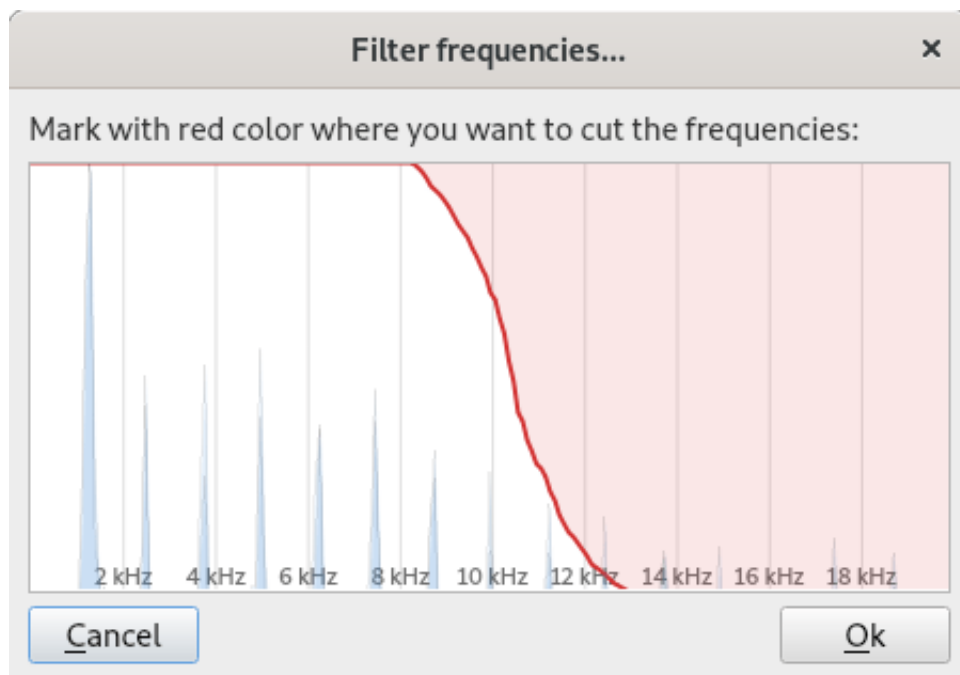 Filter frequencies...
×
Mark with red color where you want to cut the frequencies:
2 kHz 4 kHz 6 kHz 8 kHz 10 kHz 12 kHz 14 kHz 16 kHz 18 kHz
Cancel Ok